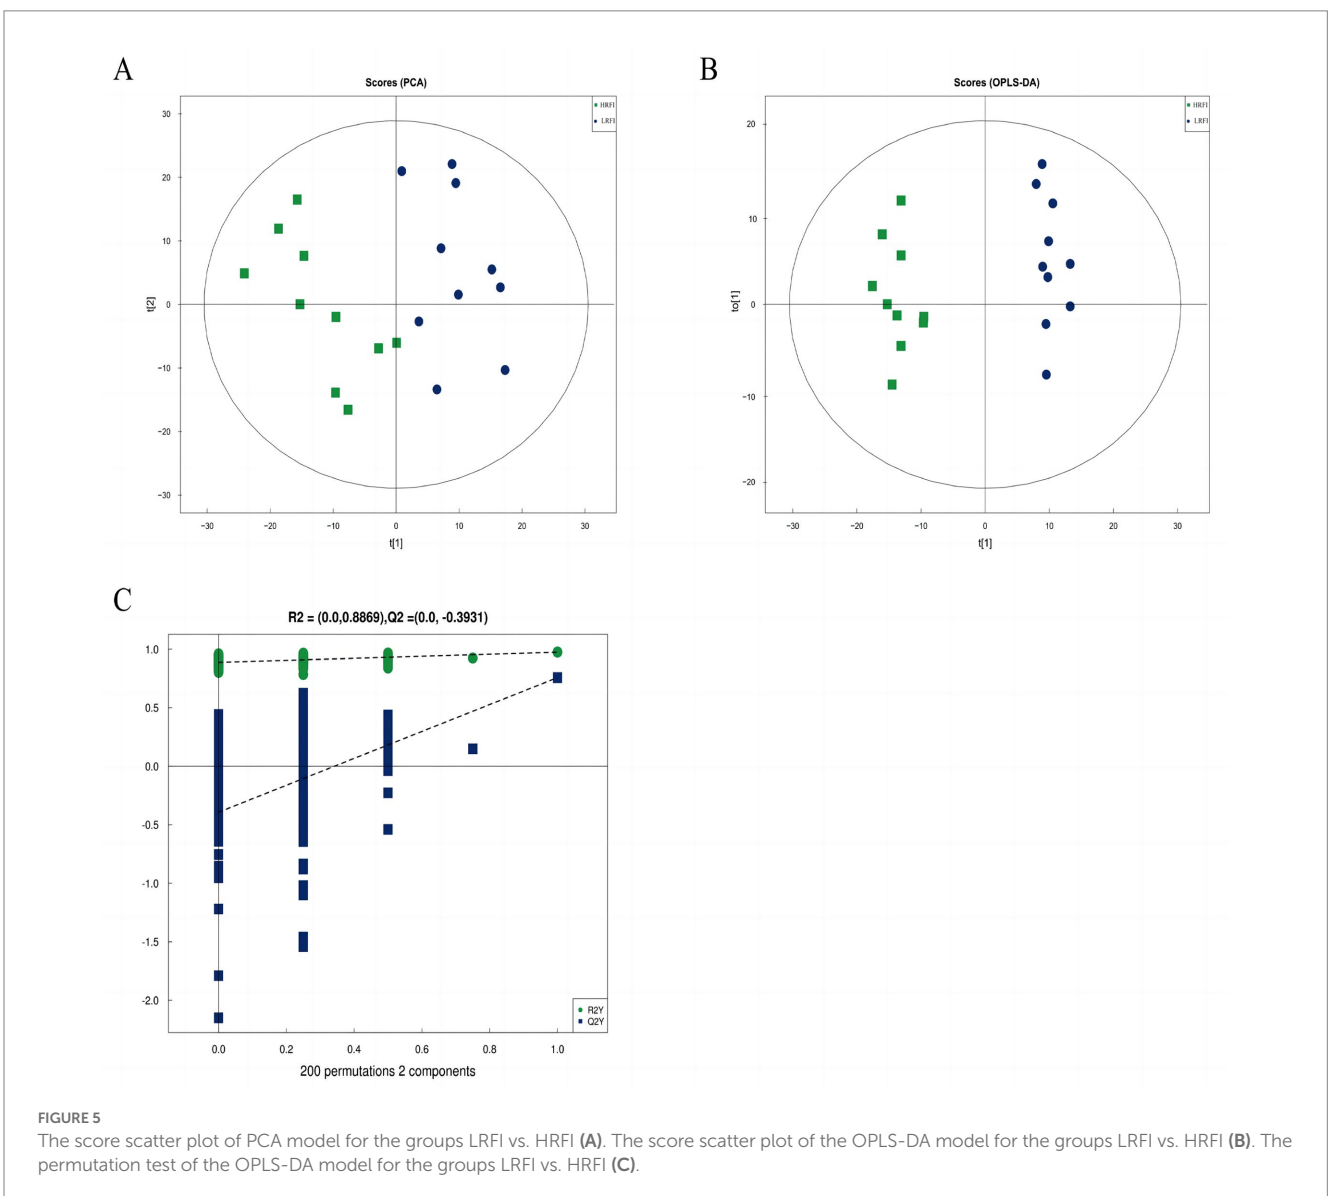 A
Scores (PCA)
HRFI
LRFI
30
20
10
0
−10
−20
−30
t[2]
−30 −20 −10 0 10 20 30
t[1]
B
Scores (OPLS-DA)
HRFI
LRFI
20
10
0
−10
−20
to[1]
−30 −20 −10 0 10 20 30
t[1]
C
R2 = (0.0,0.8869),Q2 =(0.0, -0.3931)
1.0
0.5
0.0
-0.5
-1.0
-1.5
-2.0
R2Y
Q2Y
0.0 0.2 0.4 0.6 0.8 1.0
200 permutations 2 components
FIGURE 5
The score scatter plot of PCA model for the groups LRFI vs. HRFI (A). The score scatter plot of the OPLS-DA model for the groups LRFI vs. HRFI (B). The
permutation test of the OPLS-DA model for the groups LRFI vs. HRFI (C).